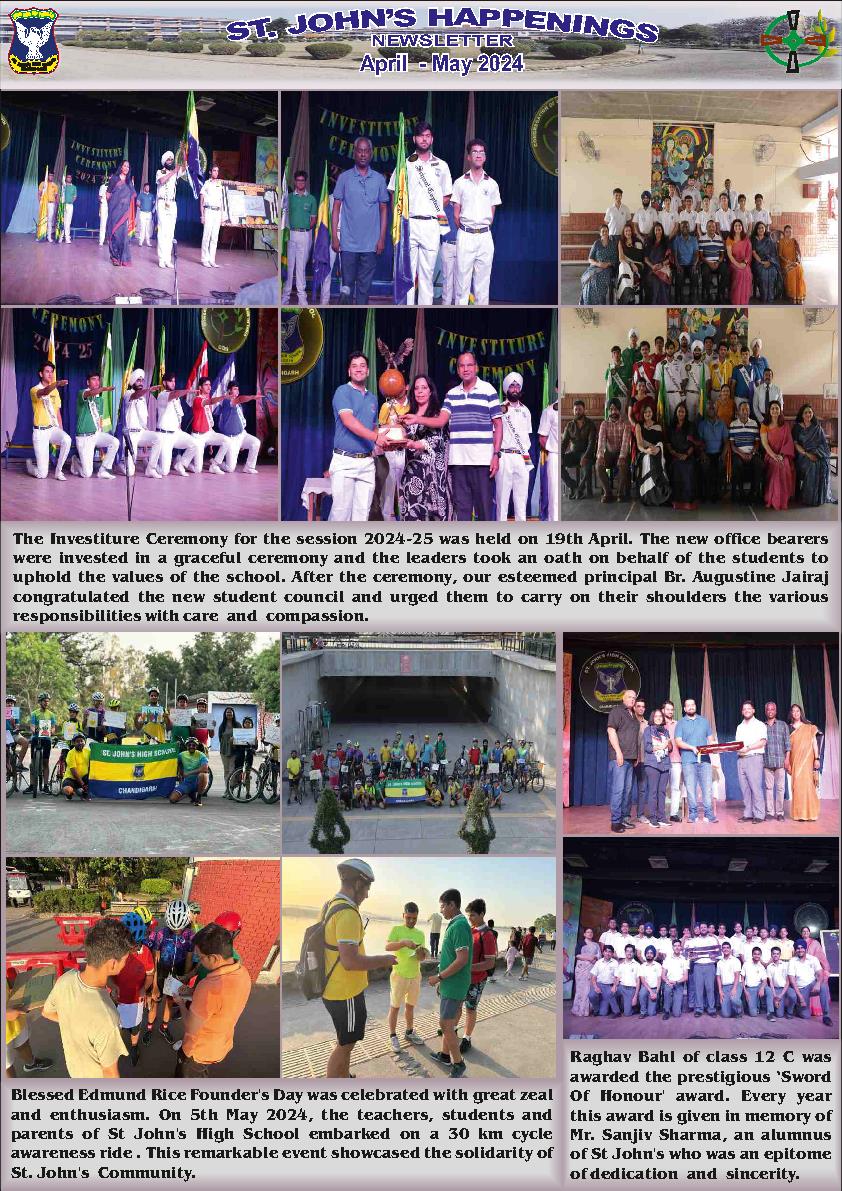 ST. JOHN'S HAPPENINGS
NEWSLETTER
April - May 2024
INVESTITURE
CEREMONY
2024-25
INVESTITURE
CEREMONY
School Captain
CEREMONY
2024 25
INVESTITURE
CEREMONY
The Investiture Ceremony for the session 2024-25 was held on 19th April. The new office bearers
were invested in a graceful ceremony and the leaders took an oath on behalf of the students to
uphold the values of the school. After the ceremony, our esteemed principal Br. Augustine Jairaj
congratulated the new student council and urged them to carry on their shoulders the various
responsibilities with care and compassion.
ST. JOHN'S HIGH SCHOOL
CHANDIGARH
ST. JOHN'S HIGH SCHOOL
Blessed Edmund Rice Founder's Day was celebrated with great zeal
and enthusiasm. On 5th May 2024, the teachers, students and
parents of St John's High School embarked on a 30 km cycle
awareness ride . This remarkable event showcased the solidarity of
St. John's Community.
Raghav Bahl of class 12 C was
awarded the prestigious 'Sword
Of Honour' award. Every year
this award is given in memory of
Mr. Sanjiv Sharma, an alumnus
of St John's who was an epitome
of dedication and sincerity.